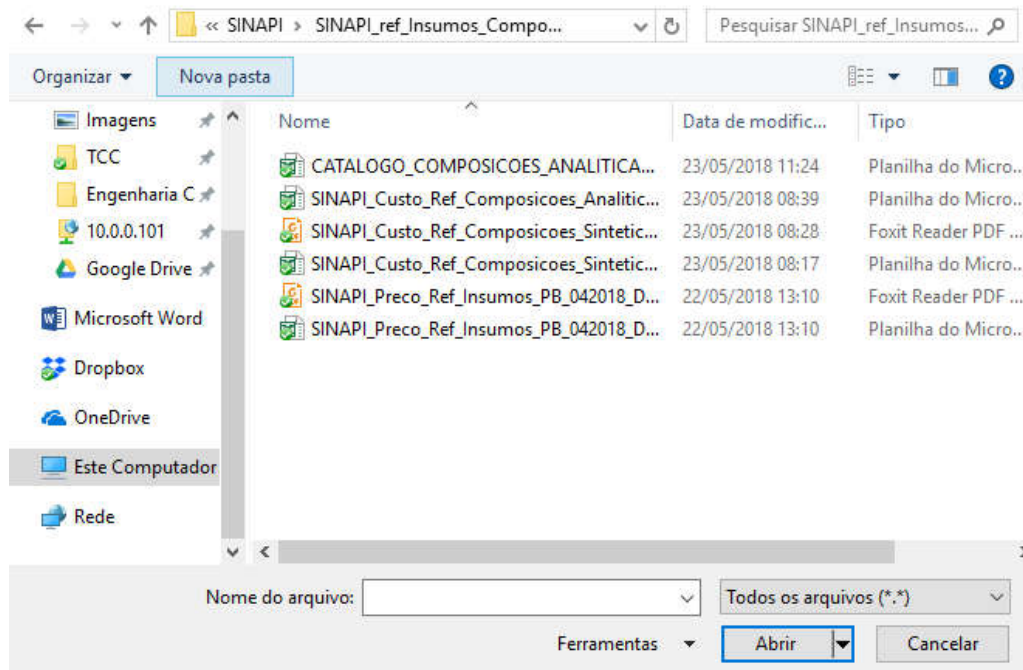 « SINAPI › SINAPI_ref_Insumos_Compo... Pesquisar SINAPI_ref_Insumos...
Organizar Nova pasta
Imagens
TCC
Engenharia C
10.0.0.101
Google Drive
Microsoft Word
Dropbox
OneDrive
Este Computador
Rede
Nome Data de modific... Tipo
CATALOGO_COMPOSICOES_ANALITICA... 23/05/2018 11:24 Planilha do Micro...
SINAPI_Custo_Ref_Composicoes_Analitic... 23/05/2018 08:39 Planilha do Micro...
SINAPI_Custo_Ref_Composicoes_Sintetic... 23/05/2018 08:28 Foxit Reader PDF ...
SINAPI_Custo_Ref_Composicoes_Sintetic... 23/05/2018 08:17 Planilha do Micro...
SINAPI_Preco_Ref_Insumos_PB_042018_D... 22/05/2018 13:10 Foxit Reader PDF ...
SINAPI_Preco_Ref_Insumos_PB_042018_D... 22/05/2018 13:10 Planilha do Micro...
Nome do arquivo: Todos os arquivos (*.*)
Ferramentas Abrir Cancelar